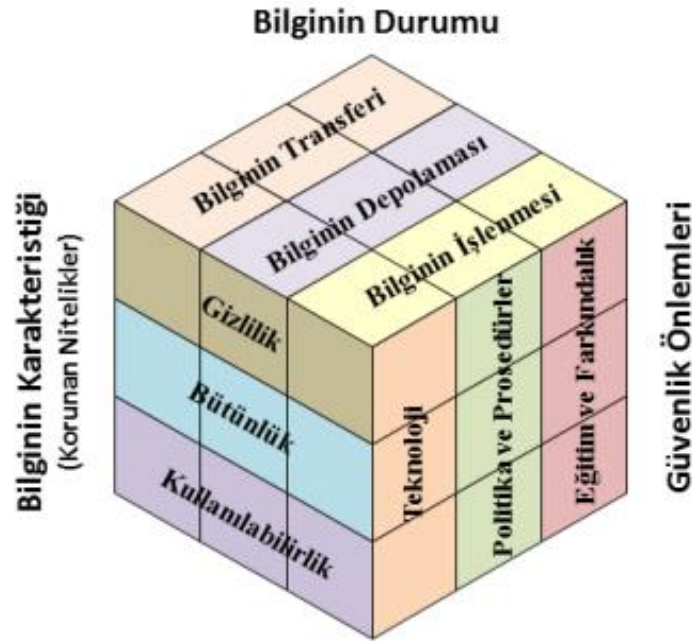 Bilginin Durumu
Bilginin Karakteristiği
(Korunan Nitelikler)
Bilginin Transferi
Bilginin Depolaması
Bilginin İşlenmesi
Gizlilik
Bütünlük
Kullanılabilirlik
Teknoloji
Politika ve Prosedürler
Eğitim ve Farkındalık
Güvenlik Önlemleri